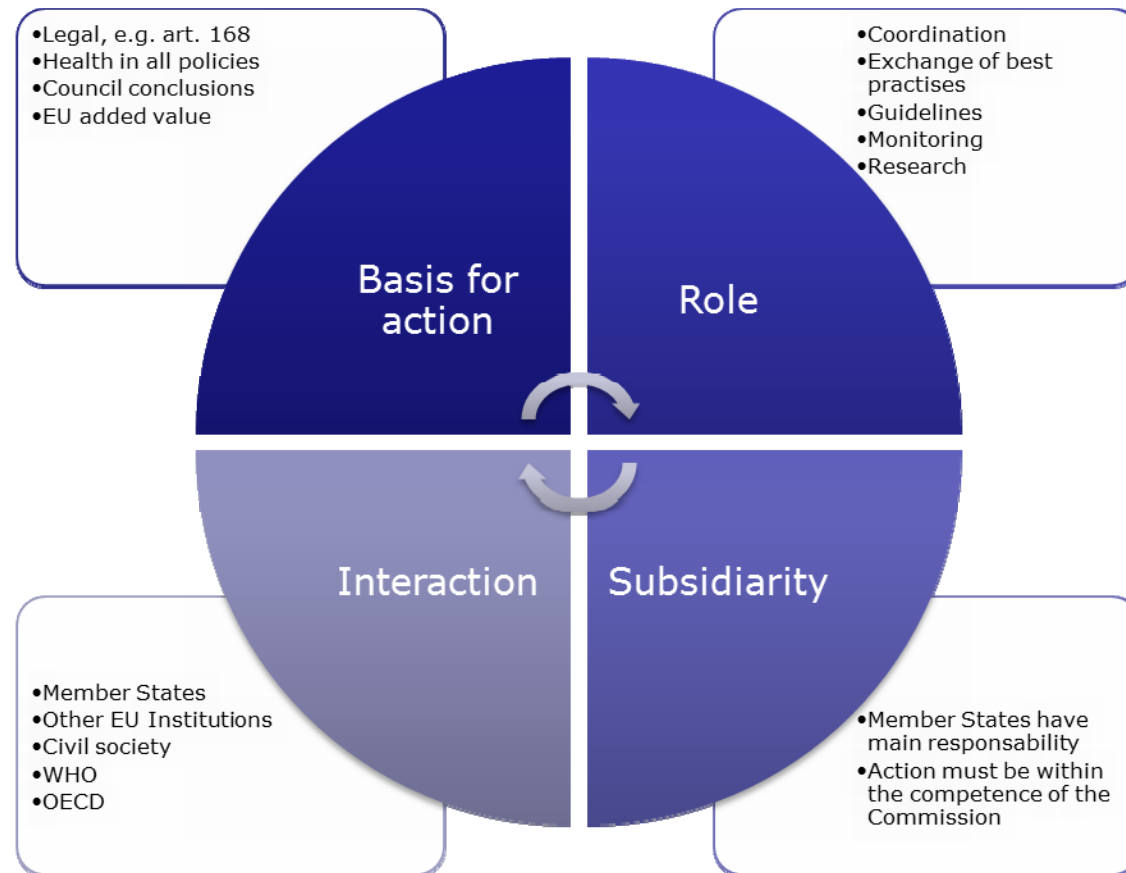 •Legal, e.g. art. 168
•Health in all policies
•Council conclusions
•EU added value
•Coordination
•Exchange of best
practises
•Guidelines
•Monitoring
•Research
Basis for
action
Role
Interaction
Subsidiarity
•Member States
•Other EU Institutions
•Civil society
•WHO
•OECD
•Member States have
main responsability
•Action must be within
the competence of the
Commission